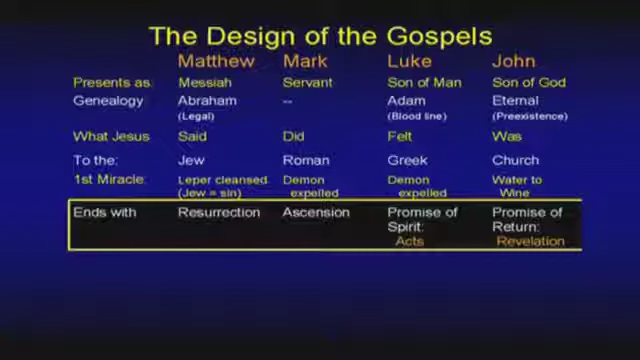 The Design of the Gospels
Matthew Mark Luke John
Presents as: Messiah Servant Son of Man Son of God
Genealogy Abraham -- Adam Eternal
(Legal) (Blood line) (Preexistence)
What Jesus Said Did Felt Was
To the: Jew Roman Greek Church
1st Miracle: Leper cleansed Demon Demon Water to
(Jew = sin) expelled expelled Wine
Ends with Resurrection Ascension Promise of Promise of
Spirit: Return:
Acts Revelation